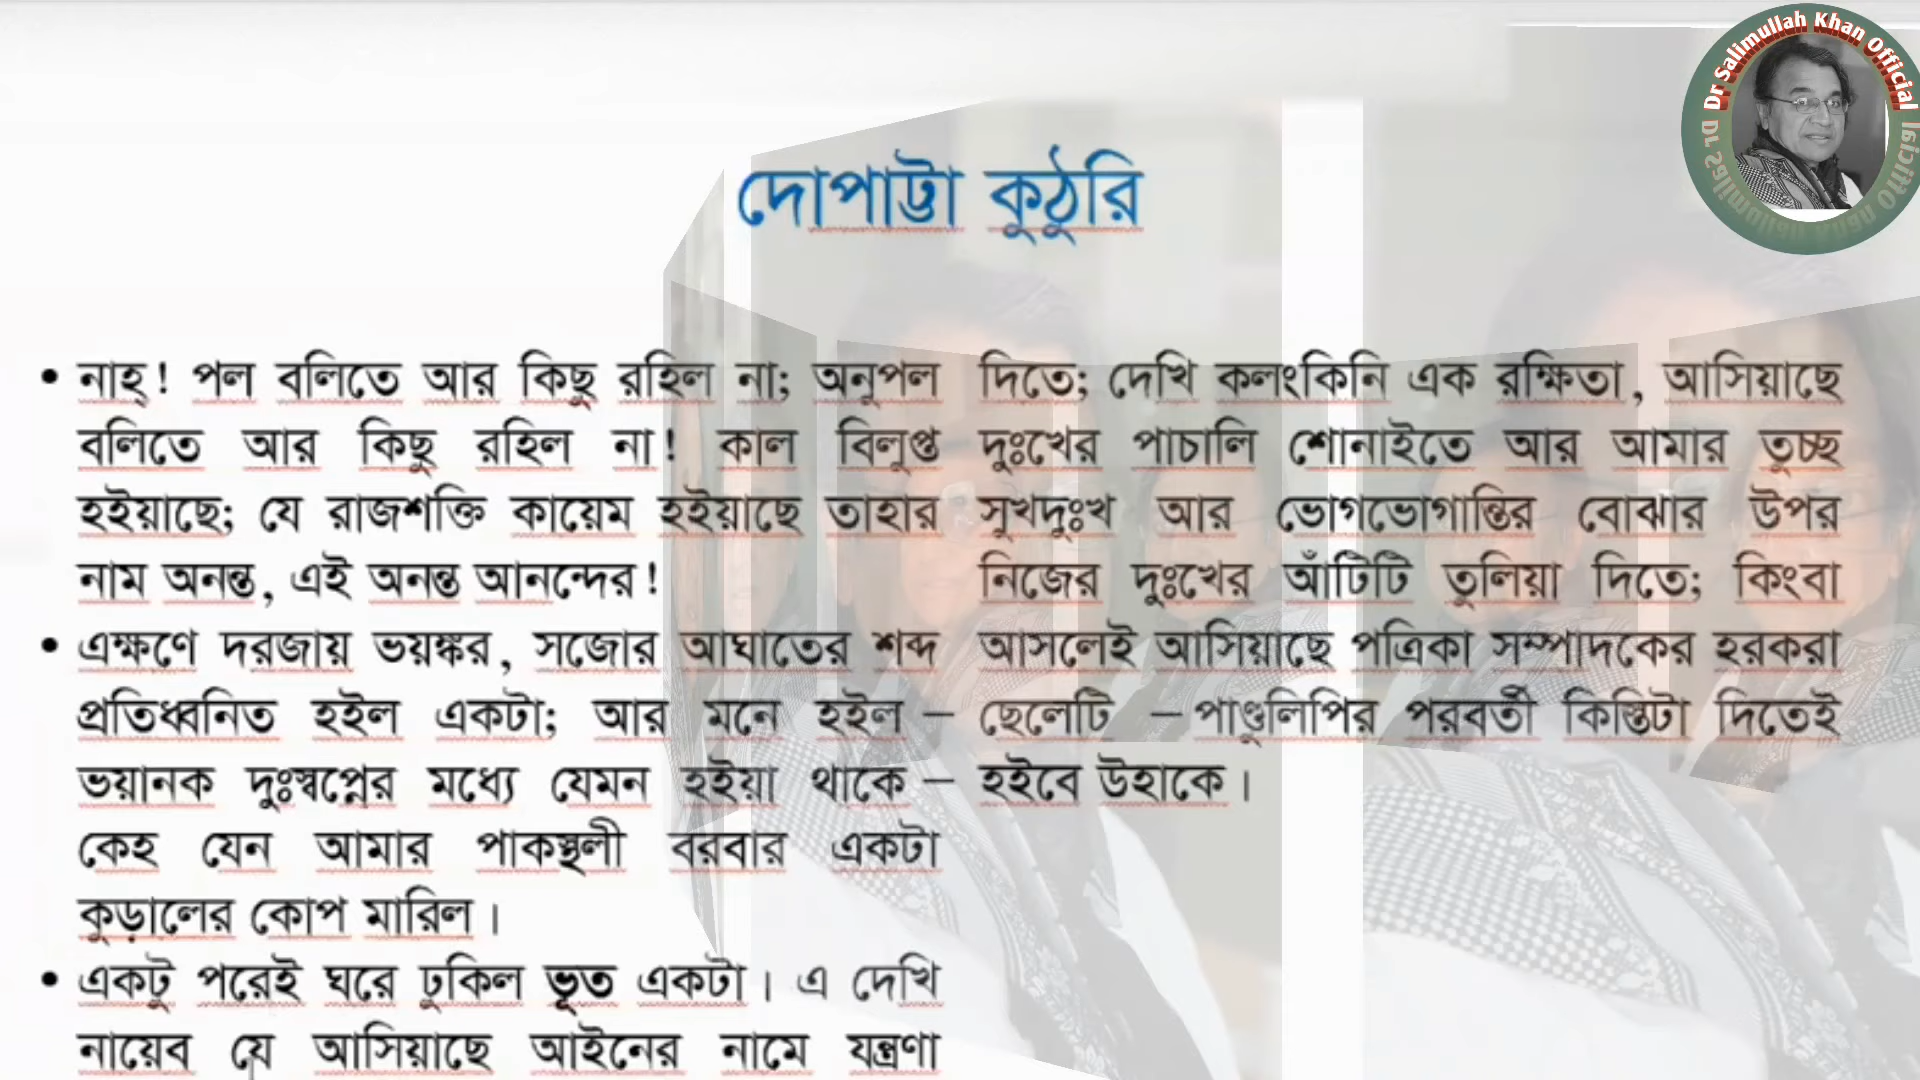 Dr Salimullah Khan Official
দোপাট্টা কুঠুরি
• নাহ্! পল বলিতে আর কিছু রহিল না; অনুপল
বলিতে আর কিছু রহিল না! কাল বিলুপ্ত
হইয়াছে; যে রাজশক্তি কায়েম হইয়াছে তাহার
নাম অনন্ত, এই অনন্ত আনন্দের!
• এক্ষণে দরজায় ভয়ঙ্কর, সজোর আঘাতের শব্দ
প্রতিধ্বনিত হইল একটা; আর মনে হইল –
ভয়ানক দুঃস্বপ্নের মধ্যে যেমন হইয়া থাকে –
কেহ যেন আমার পাকস্থলী বরবার একটা
কুড়ালের কোপ মারিল।
• একটু পরেই ঘরে ঢুকিল ভূত একটা। এ দেখি
নায়েব যে আসিয়াছে আইনের নামে যন্ত্রণা
দিতে; দেখি কলংকিনি এক রক্ষিতা, আসিয়াছে
দুঃখের পাচালি শোনাইতে আর আমার তুচ্ছ
সুখদুঃখ আর ভোগভোগান্তির বোঝার উপর
নিজের দুঃখের আঁটিটি তুলিয়া দিতে; কিংবা
আসলেই আসিয়াছে পত্রিকা সম্পাদকের হরকরা
ছেলেটি – পাণ্ডুলিপির পরবর্তী কিস্তিটা দিতেই
হইবে উহাকে।